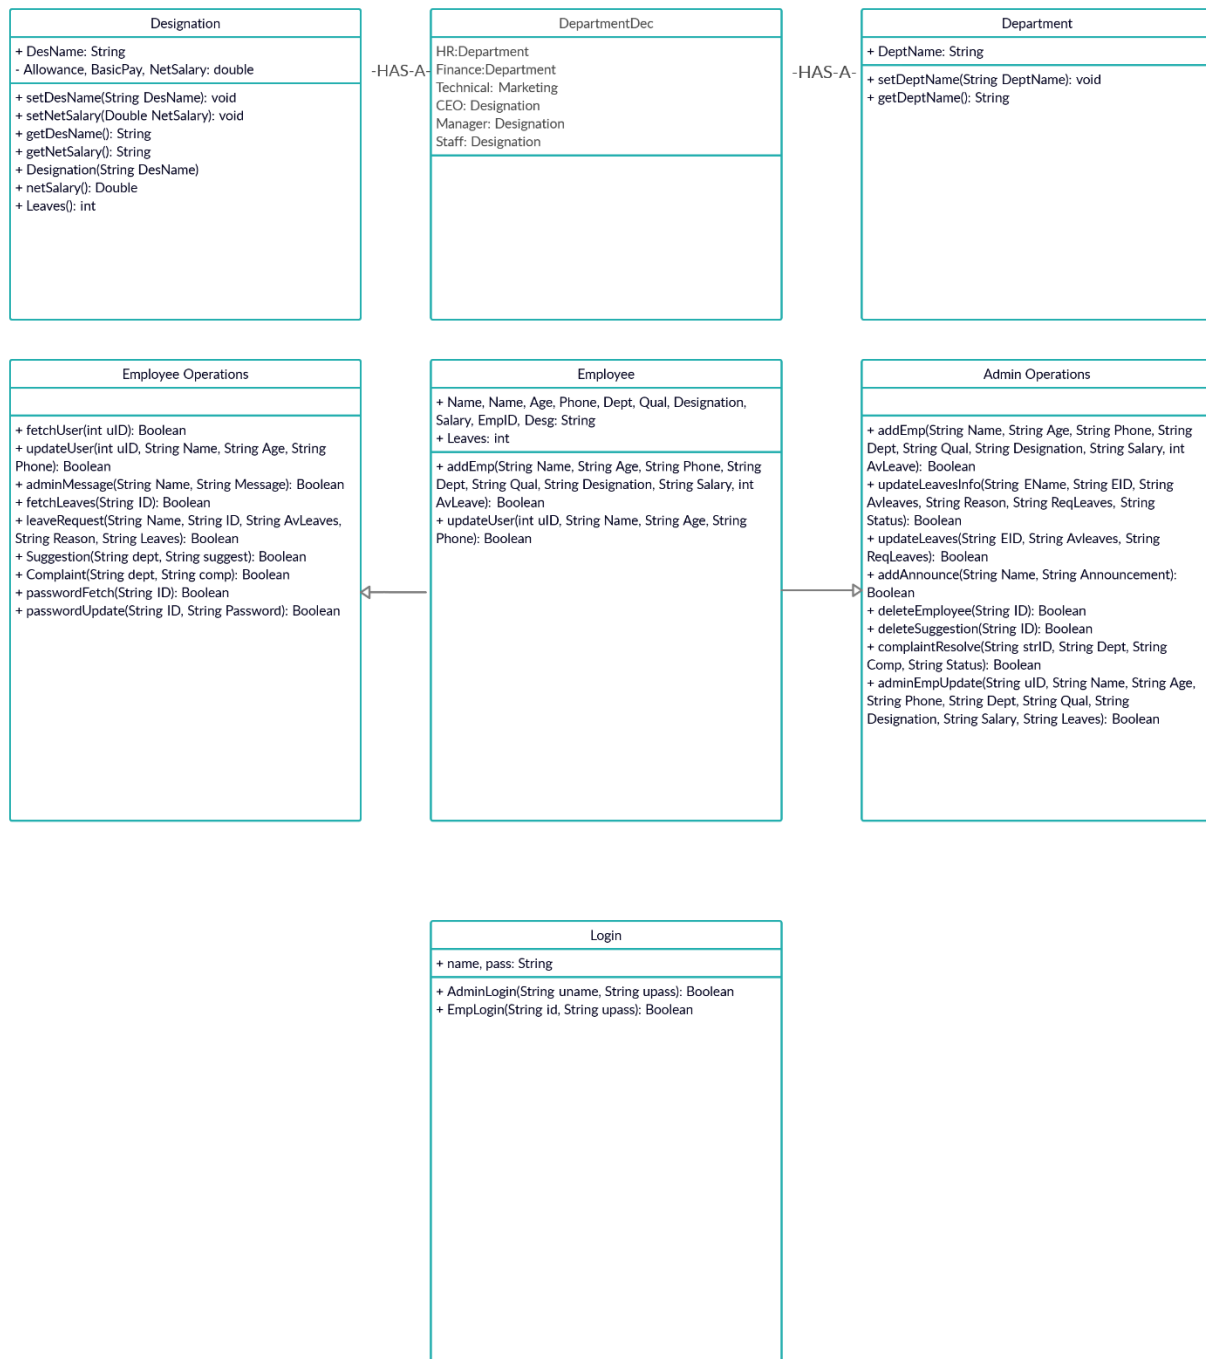 Designation
+ DesName: String
- Allowance, BasicPay, NetSalary: double
+ setDesName(String DesName): void
+ setNetSalary(Double NetSalary): void
+ getDesName(): String
+ getNetSalary(): String
+ Designation(String DesName)
+ netSalary(): Double
+ Leaves(): int
-HAS-A-
DepartmentDec
HR:Department
Finance:Department
Technical: Marketing
CEO: Designation
Manager: Designation
Staff: Designation
-HAS-A-
Department
+ DeptName: String
+ setDeptName(String DeptName): void
+ getDeptName(): String
Employee Operations
+ fetchUser(int uID): Boolean
+ updateUser(int uID, String Name, String Age, String
Phone): Boolean
+ adminMessage(String Name, String Message): Boolean
+ fetchLeaves(String ID): Boolean
+ leaveRequest(String Name, String ID, String AvLeaves,
String Reason, String Leaves): Boolean
+ Suggestion(String dept, String suggest): Boolean
+ Complaint(String dept, String comp): Boolean
+ passwordFetch(String ID): Boolean
+ passwordUpdate(String ID, String Password): Boolean
Employee
+ Name, Name, Age, Phone, Dept, Qual, Designation,
Salary, EmpID, Desg: String
+ Leaves: int
+ addEmp(String Name, String Age, String Phone, String
Dept, String Qual, String Designation, String Salary, int
AvLeave): Boolean
+ updateUser(int uID, String Name, String Age, String
Phone): Boolean
Admin Operations
+ addEmp(String Name, String Age, String Phone, String
Dept, String Qual, String Designation, String Salary, int
AvLeave): Boolean
+ updateLeavesInfo(String EName, String EID, String
Avleaves, String Reason, String ReqLeaves, String
Status): Boolean
+ updateLeaves(String EID, String Avleaves, String
ReqLeaves): Boolean
+ addAnnounce(String Name, String Announcement):
Boolean
+ deleteEmployee(String ID): Boolean
+ deleteSuggestion(String ID): Boolean
+ complaintResolve(String strID, String Dept, String
Comp, String Status): Boolean
+ adminEmpUpdate(String uID, String Name, String Age,
String Phone, String Dept, String Qual, String
Designation, String Salary, String Leaves): Boolean
Login
+ name, pass: String
+ AdminLogin(String uname, String upass): Boolean
+ EmpLogin(String id, String upass): Boolean